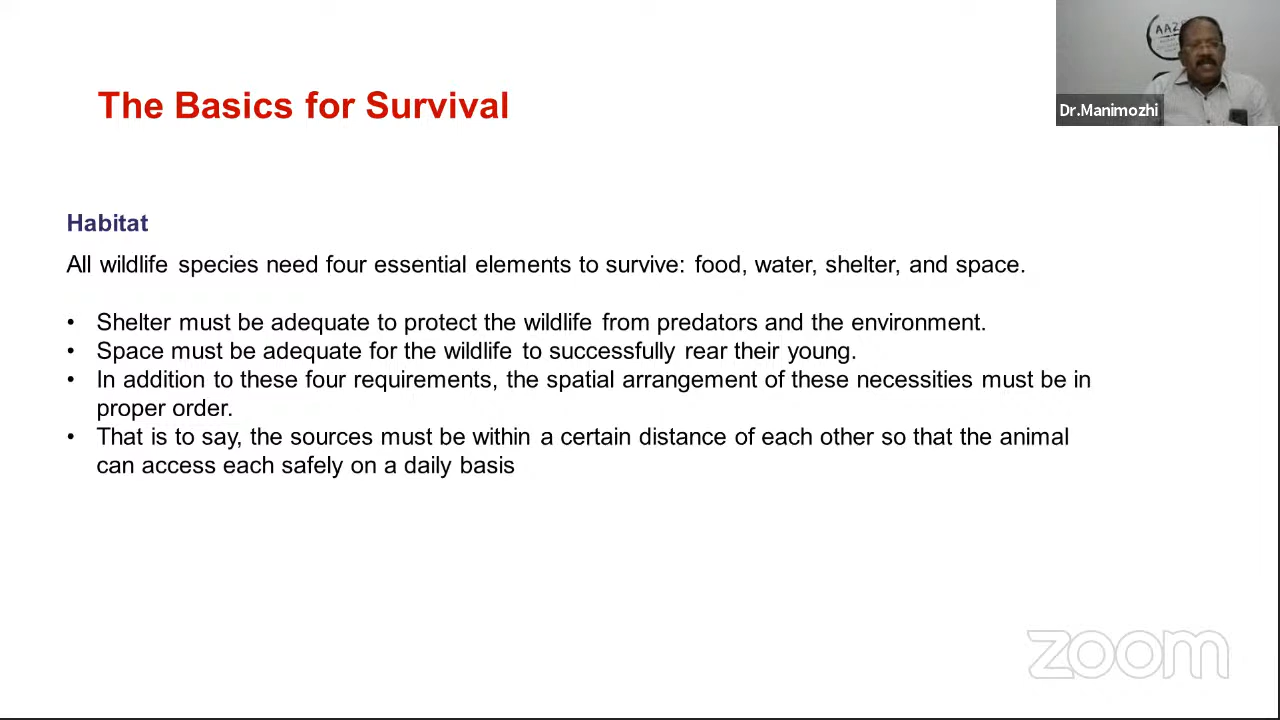 AAZ
Dr.Manimozhi
The Basics for Survival
Habitat
All wildlife species need four essential elements to survive: food, water, shelter, and space.
• Shelter must be adequate to protect the wildlife from predators and the environment.
• Space must be adequate for the wildlife to successfully rear their young.
• In addition to these four requirements, the spatial arrangement of these necessities must be in
proper order.
• That is to say, the sources must be within a certain distance of each other so that the animal
can access each safely on a daily basis
zoom